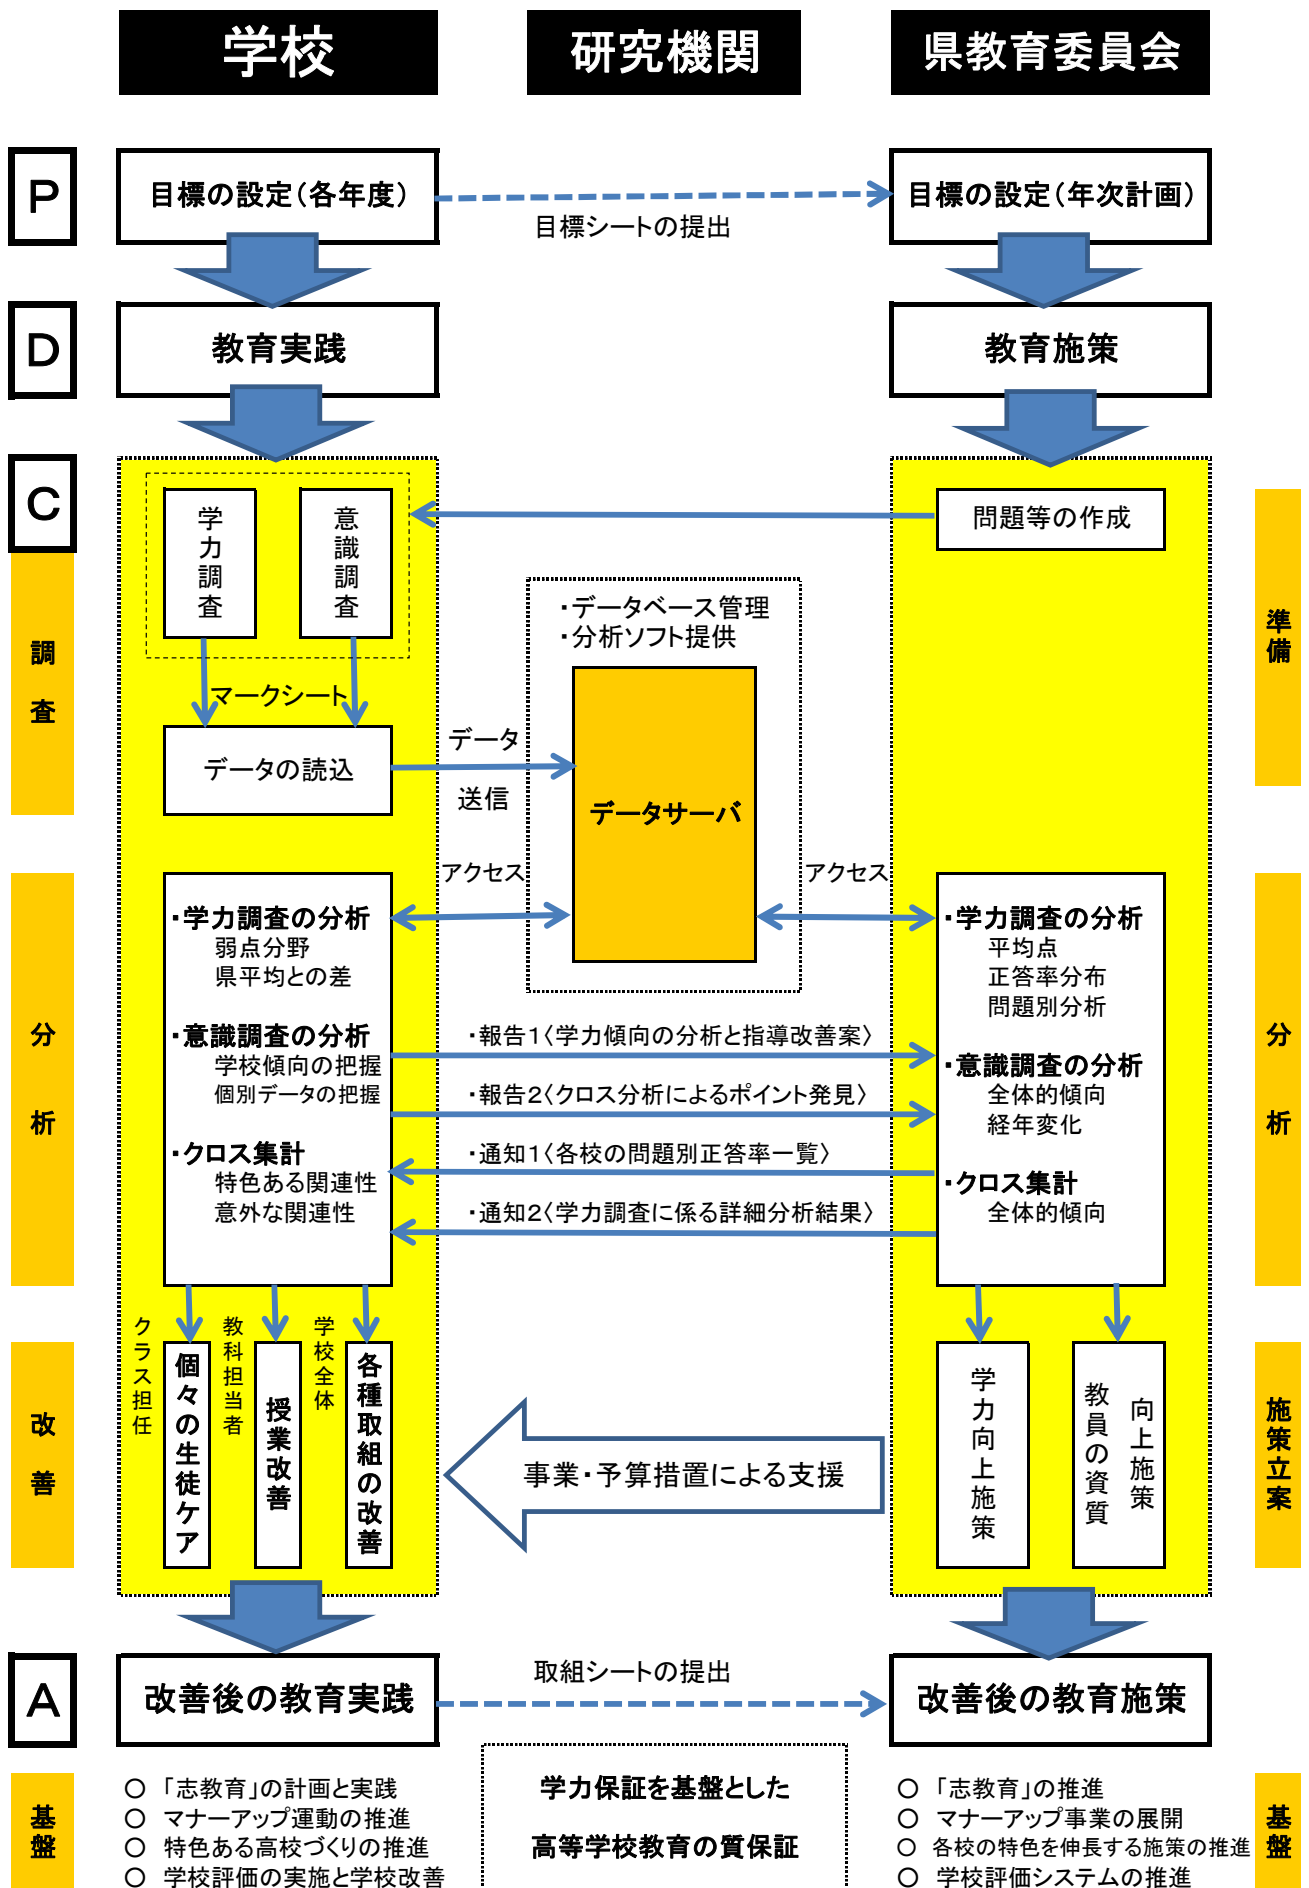 学校
研究機関
県教育委員会
P
目標の設定（各年度）
目標シートの提出
目標の設定（年次計画）
D
教育実践
教育施策
C
学力調査
意識調査
問題等の作成
調査
準備
・データベース管理
・分析ソフト提供
マークシート
データの読込
データ
送信
データサーバ
アクセス
アクセス
分析
・学力調査の分析
弱点分野
県平均との差
・意識調査の分析
学校傾向の把握
個別データの把握
・クロス集計
特色ある関連性
意外な関連性
・報告１〈学力傾向の分析と指導改善案〉
・報告２〈クロス分析によるポイント発見〉
・通知１〈各校の問題別正答率一覧〉
・通知２〈学力調査に係る詳細分析結果〉
・学力調査の分析
平均点
正答率分布
問題別分析
・意識調査の分析
全体的傾向
経年変化
・クロス集計
全体的傾向
分析
改善
クラス担任
個々の生徒ケア
教科担当者
授業改善
学校全体
各種取組の改善
事業・予算措置による支援
学力向上施策
教員の資質
向上施策
施策立案
A
改善後の教育実践
取組シートの提出
改善後の教育施策
基盤
○ 「志教育」の計画と実践
○ マナーアップ運動の推進
○ 特色ある高校づくりの推進
○ 学校評価の実施と学校改善
学力保証を基盤とした
高等学校教育の質保証
○ 「志教育」の推進
○ マナーアップ事業の展開
○ 各校の特色を伸長する施策の推進
○ 学校評価システムの推進
基盤